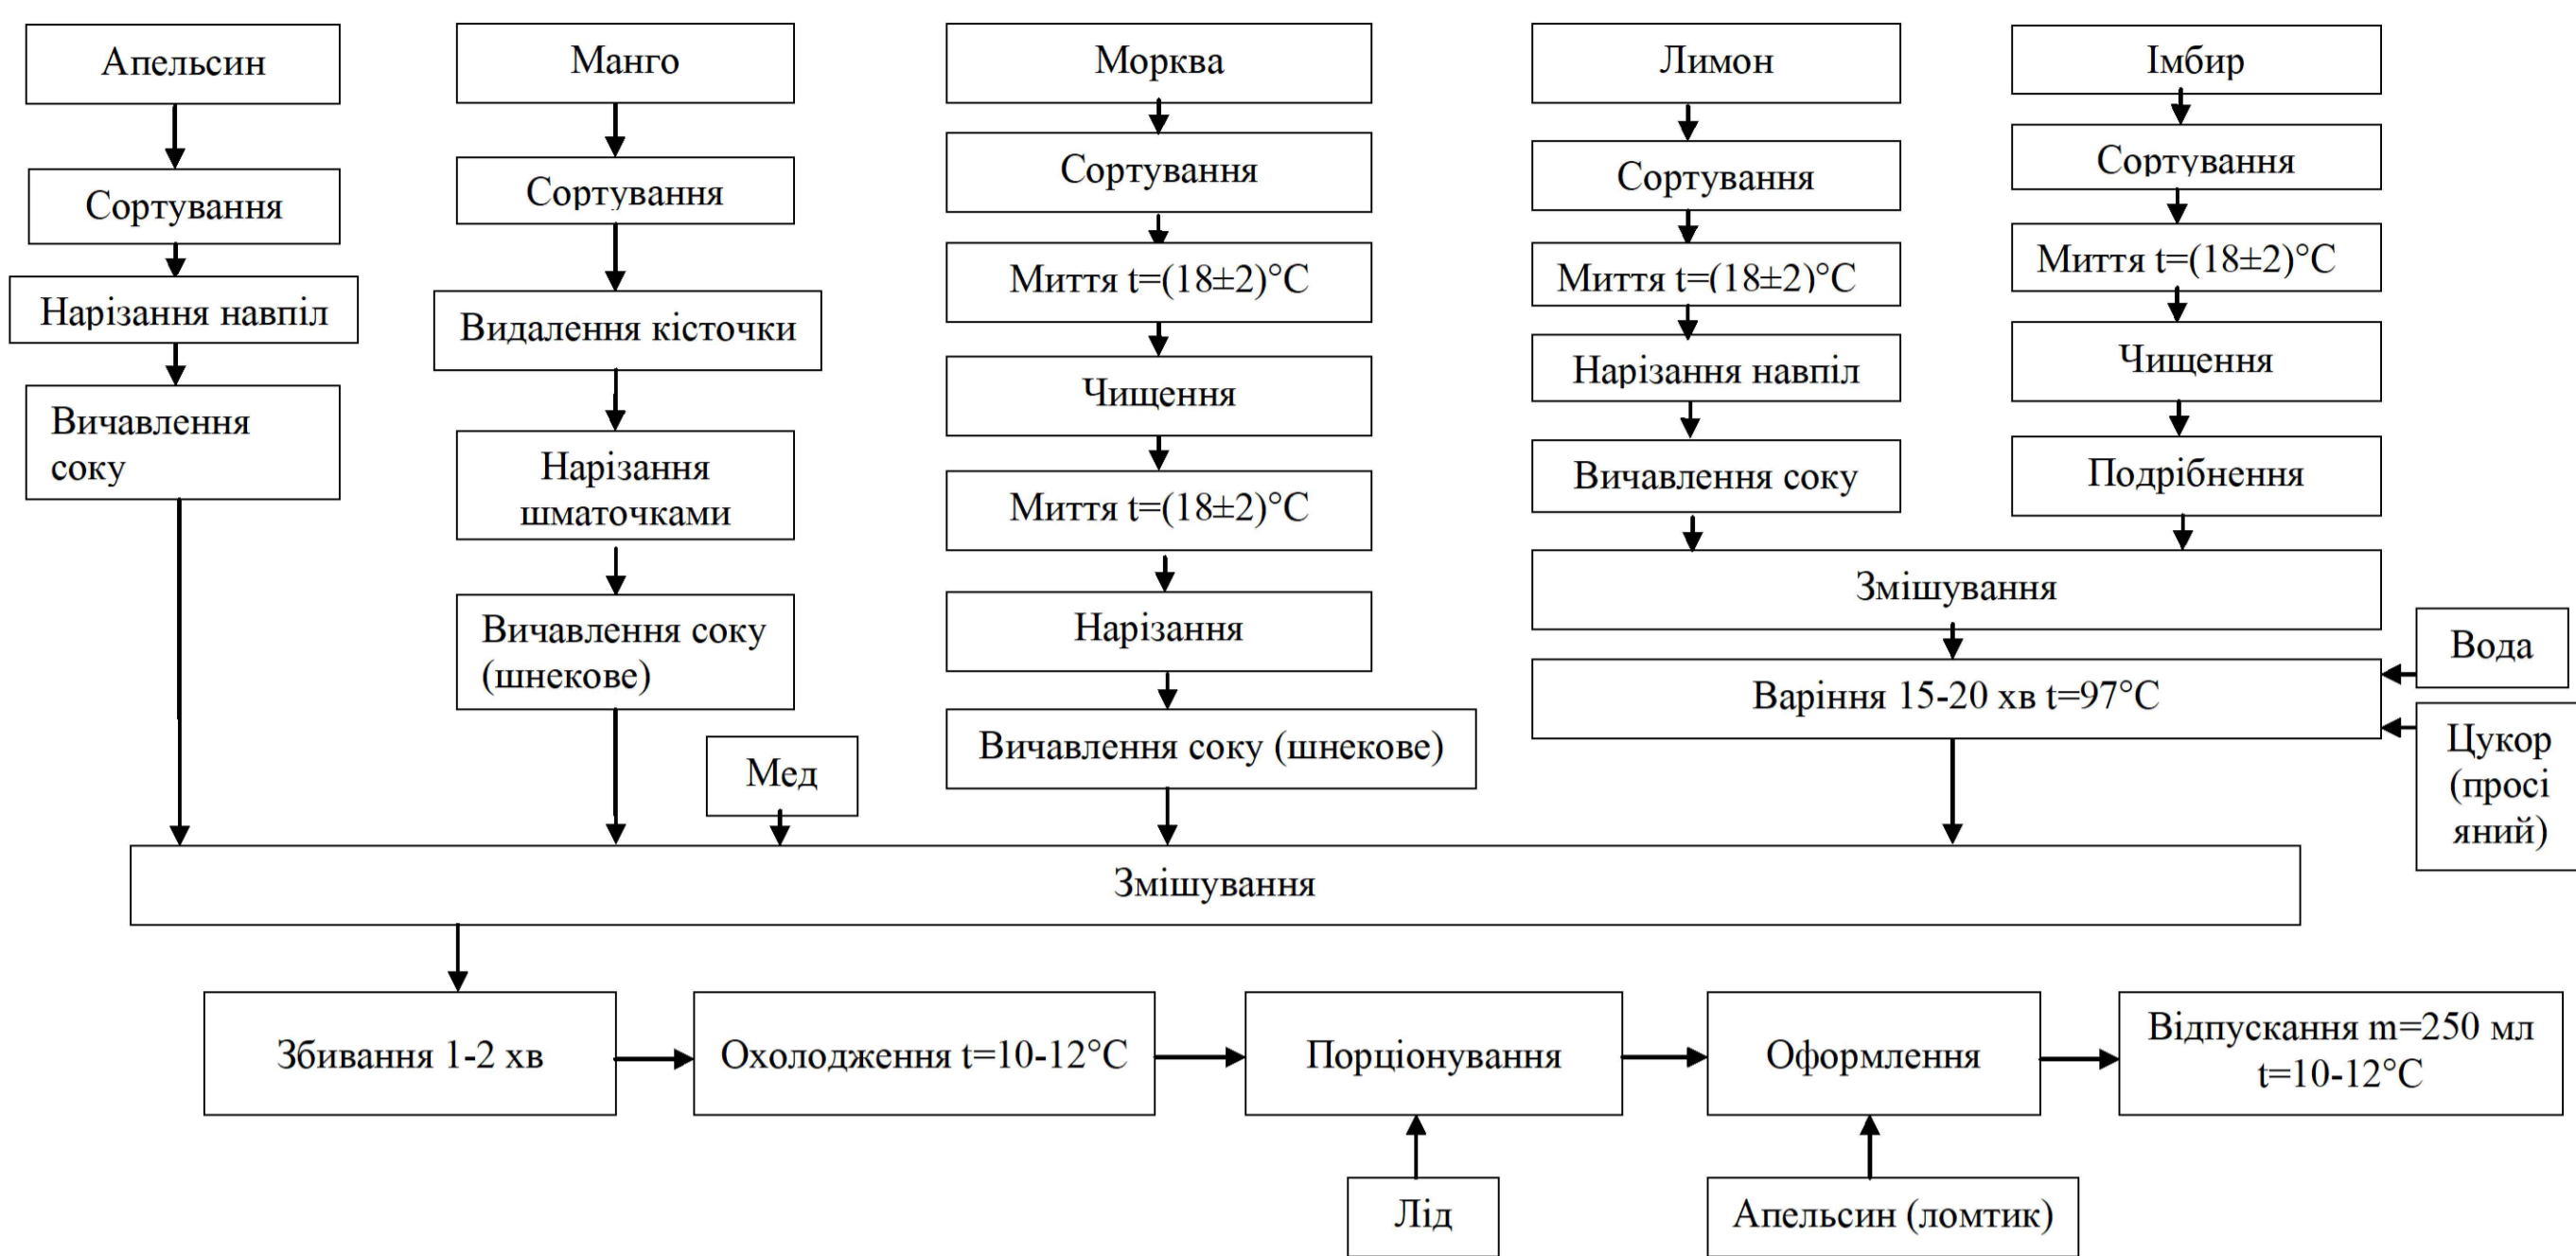 Апельсин
Сортування
Нарізання навпіл
Вичавлення
соку
Манго
Сортування
Видалення кісточки
Нарізання
шматочками
Вичавлення соку
(шнекове)
Мед
Морква
Сортування
Миття t=(18±2)°C
Чищення
Миття t=(18±2)°C
Нарізання
Вичавлення соку (шнекове)
Лимон
Сортування
Миття t=(18±2)°C
Нарізання навпіл
Вичавлення соку
Імбир
Сортування
Миття t=(18±2)°C
Чищення
Подрібнення
Змішування
Варіння 15-20 хв t=97°C
Вода
Цукор
(просі
яний)
Змішування
Збивання 1-2 хв
Охолодження t=10-12°C
Порціонування
Оформлення
Відпускання m=250 мл
t=10-12°C
Лід
Апельсин (ломтик)